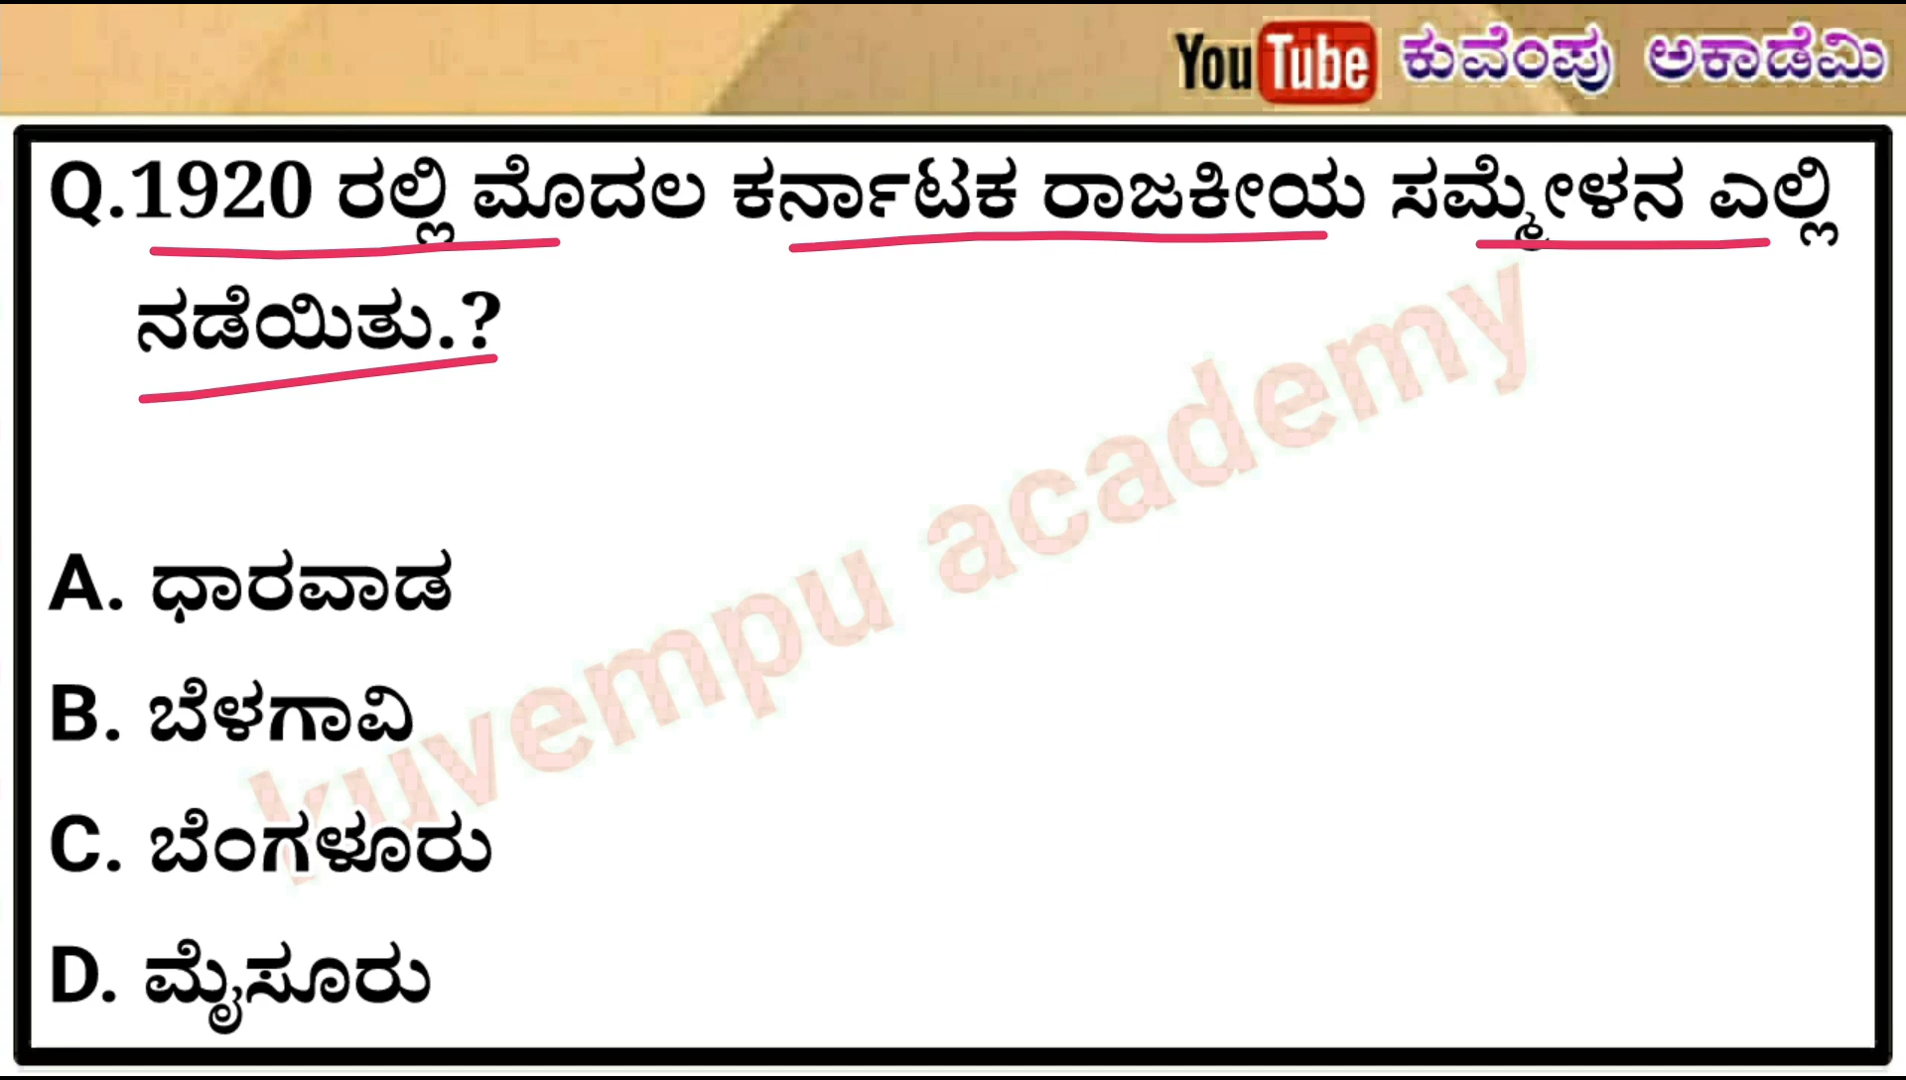 YouTube ಕುವೆಂಪು ಅಕಾಡೆಮಿ
Q.1920 ರಲ್ಲಿ ಮೊದಲ ಕರ್ನಾಟಕ ರಾಜಕೀಯ ಸಮ್ಮೇಳನ ಎಲ್ಲಿ
ನಡೆಯಿತು.?
kuvempu academy
A. ಧಾರವಾಡ
B. ಬೆಳಗಾವಿ
C. ಬೆಂಗಳೂರು
D. ಮೈಸೂರು